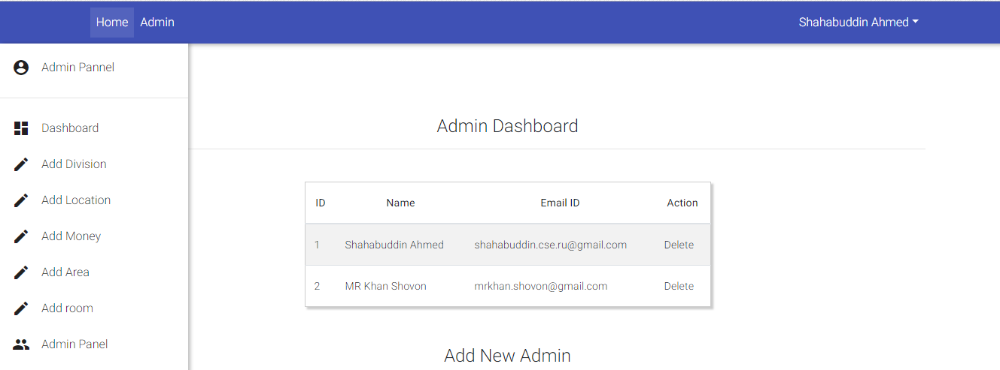 Home Admin Shahabuddin Ahmed
Admin Pannel
Dashboard
Add Division
Add Location
Add Money
Add Area
Add room
Admin Panel
Admin Dashboard
ID Name Email ID Action
1 Shahabuddin Ahmed shahabuddin.cse.ru@gmail.com Delete
2 MR Khan Shovon mrkhan.shovon@gmail.com Delete
Add New Admin